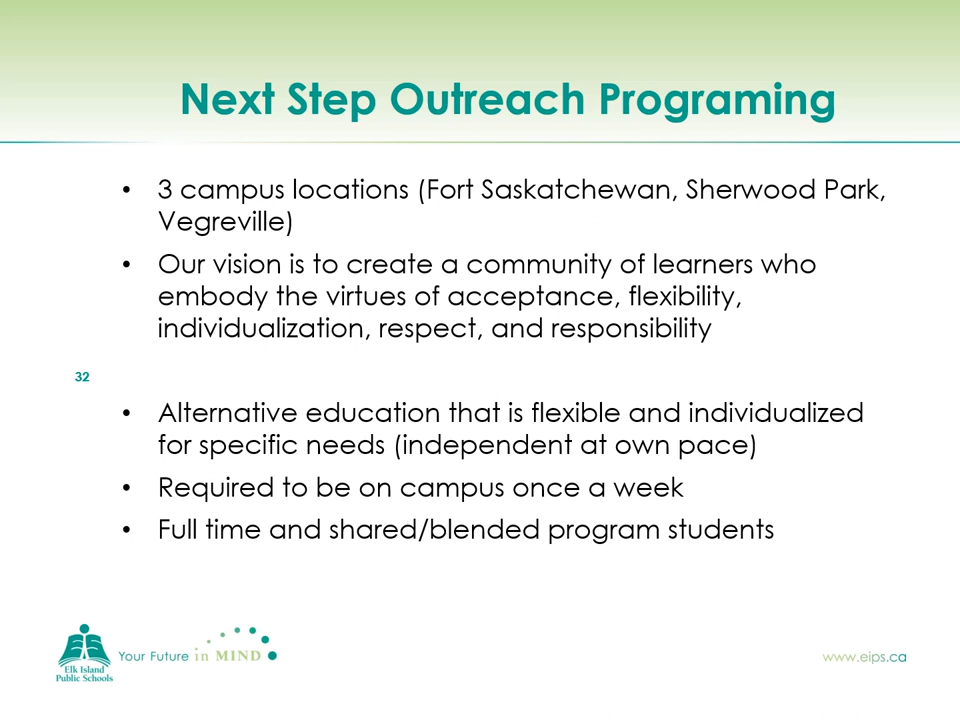 Next Step Outreach Programing
• 3 campus locations (Fort Saskatchewan, Sherwood Park,
Vegreville)
• Our vision is to create a community of learners who
embody the virtues of acceptance, flexibility,
individualization, respect, and responsibility
32
• Alternative education that is flexible and individualized
for specific needs (independent at own pace)
• Required to be on campus once a week
• Full time and shared/blended program students
Elk Island
Public Schools
Your Future in MIND
www.eips.ca